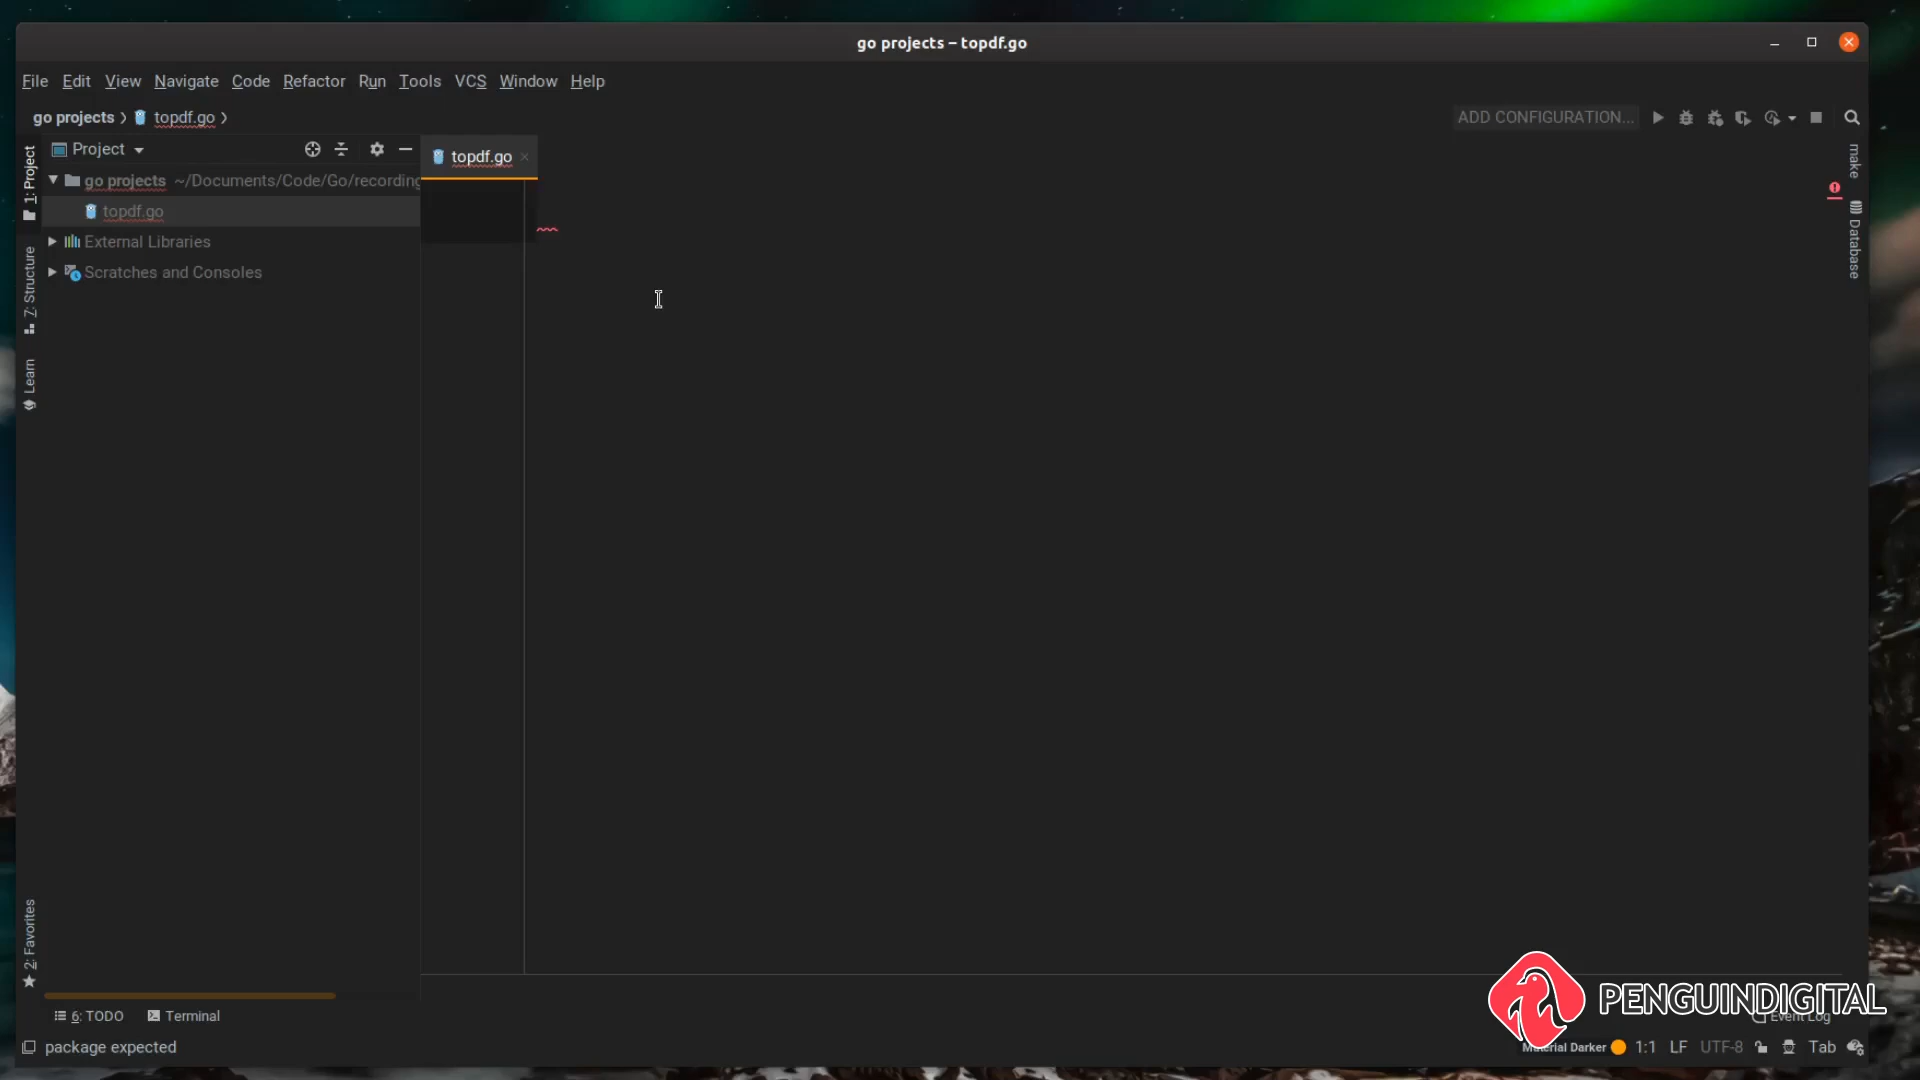 go projects – topdf.go
File Edit View Navigate Code Refactor Run Tools VCS Window Help
go projects topdf.go
ADD CONFIGURATION...
Project
topdf.go
go projects ~/Documents/Code/Go/recording
topdf.go
External Libraries
Scratches and Consoles
1: Project
7: Structure
Learn
2: Favorites
make
Database
6: TODO Terminal
PENGUINDIGITAL
Event Log
package expected
Material Darker 1:1 LF UTF-8 Tab